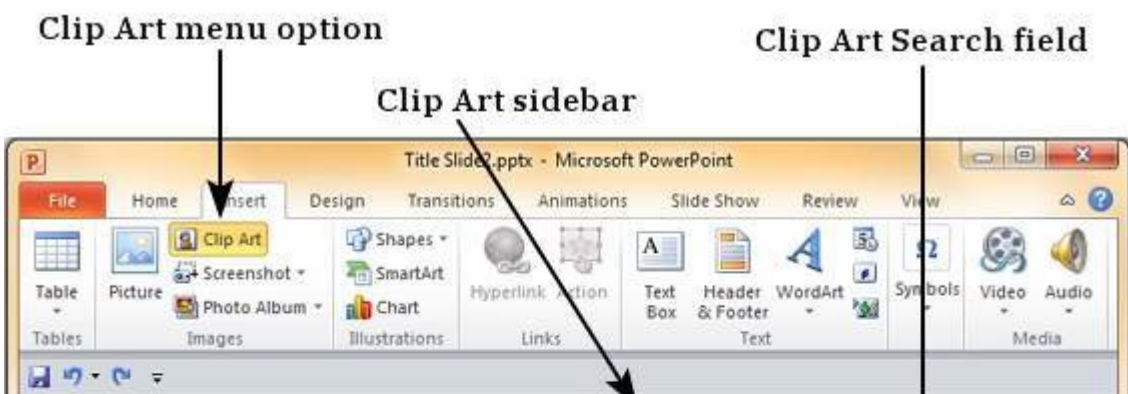 Clip Art menu option
Clip Art Search field
Clip Art sidebar
P
Title Slide2.pptx - Microsoft PowerPoint
File Home Insert Design Transitions Animations Slide Show Review View ?
Clip Art
Screenshot
Photo Album
Shapes
SmartArt
Chart
Table
Picture
Hyperlink Action
A
Text
Box
Header
& Footer
A
WordArt
Ω
Symbols
Video Audio
Tables Images Illustrations Links Text Media